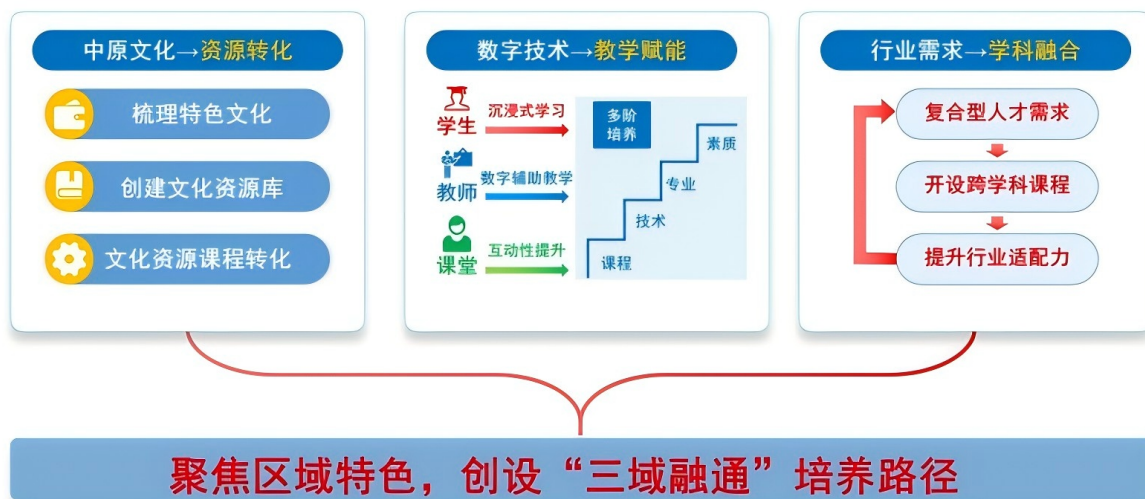 中原文化→资源转化
梳理特色文化
创建文化资源库
文化资源课程转化
数字技术→教学赋能
学生
沉浸式学习
教师
数字辅助教学
课堂
互动性提升
多阶
培养
素质
专业
技术
课程
行业需求→学科融合
复合型人才需求
开设跨学科课程
提升行业适配力
聚焦区域特色，创设“三域融通”培养路径